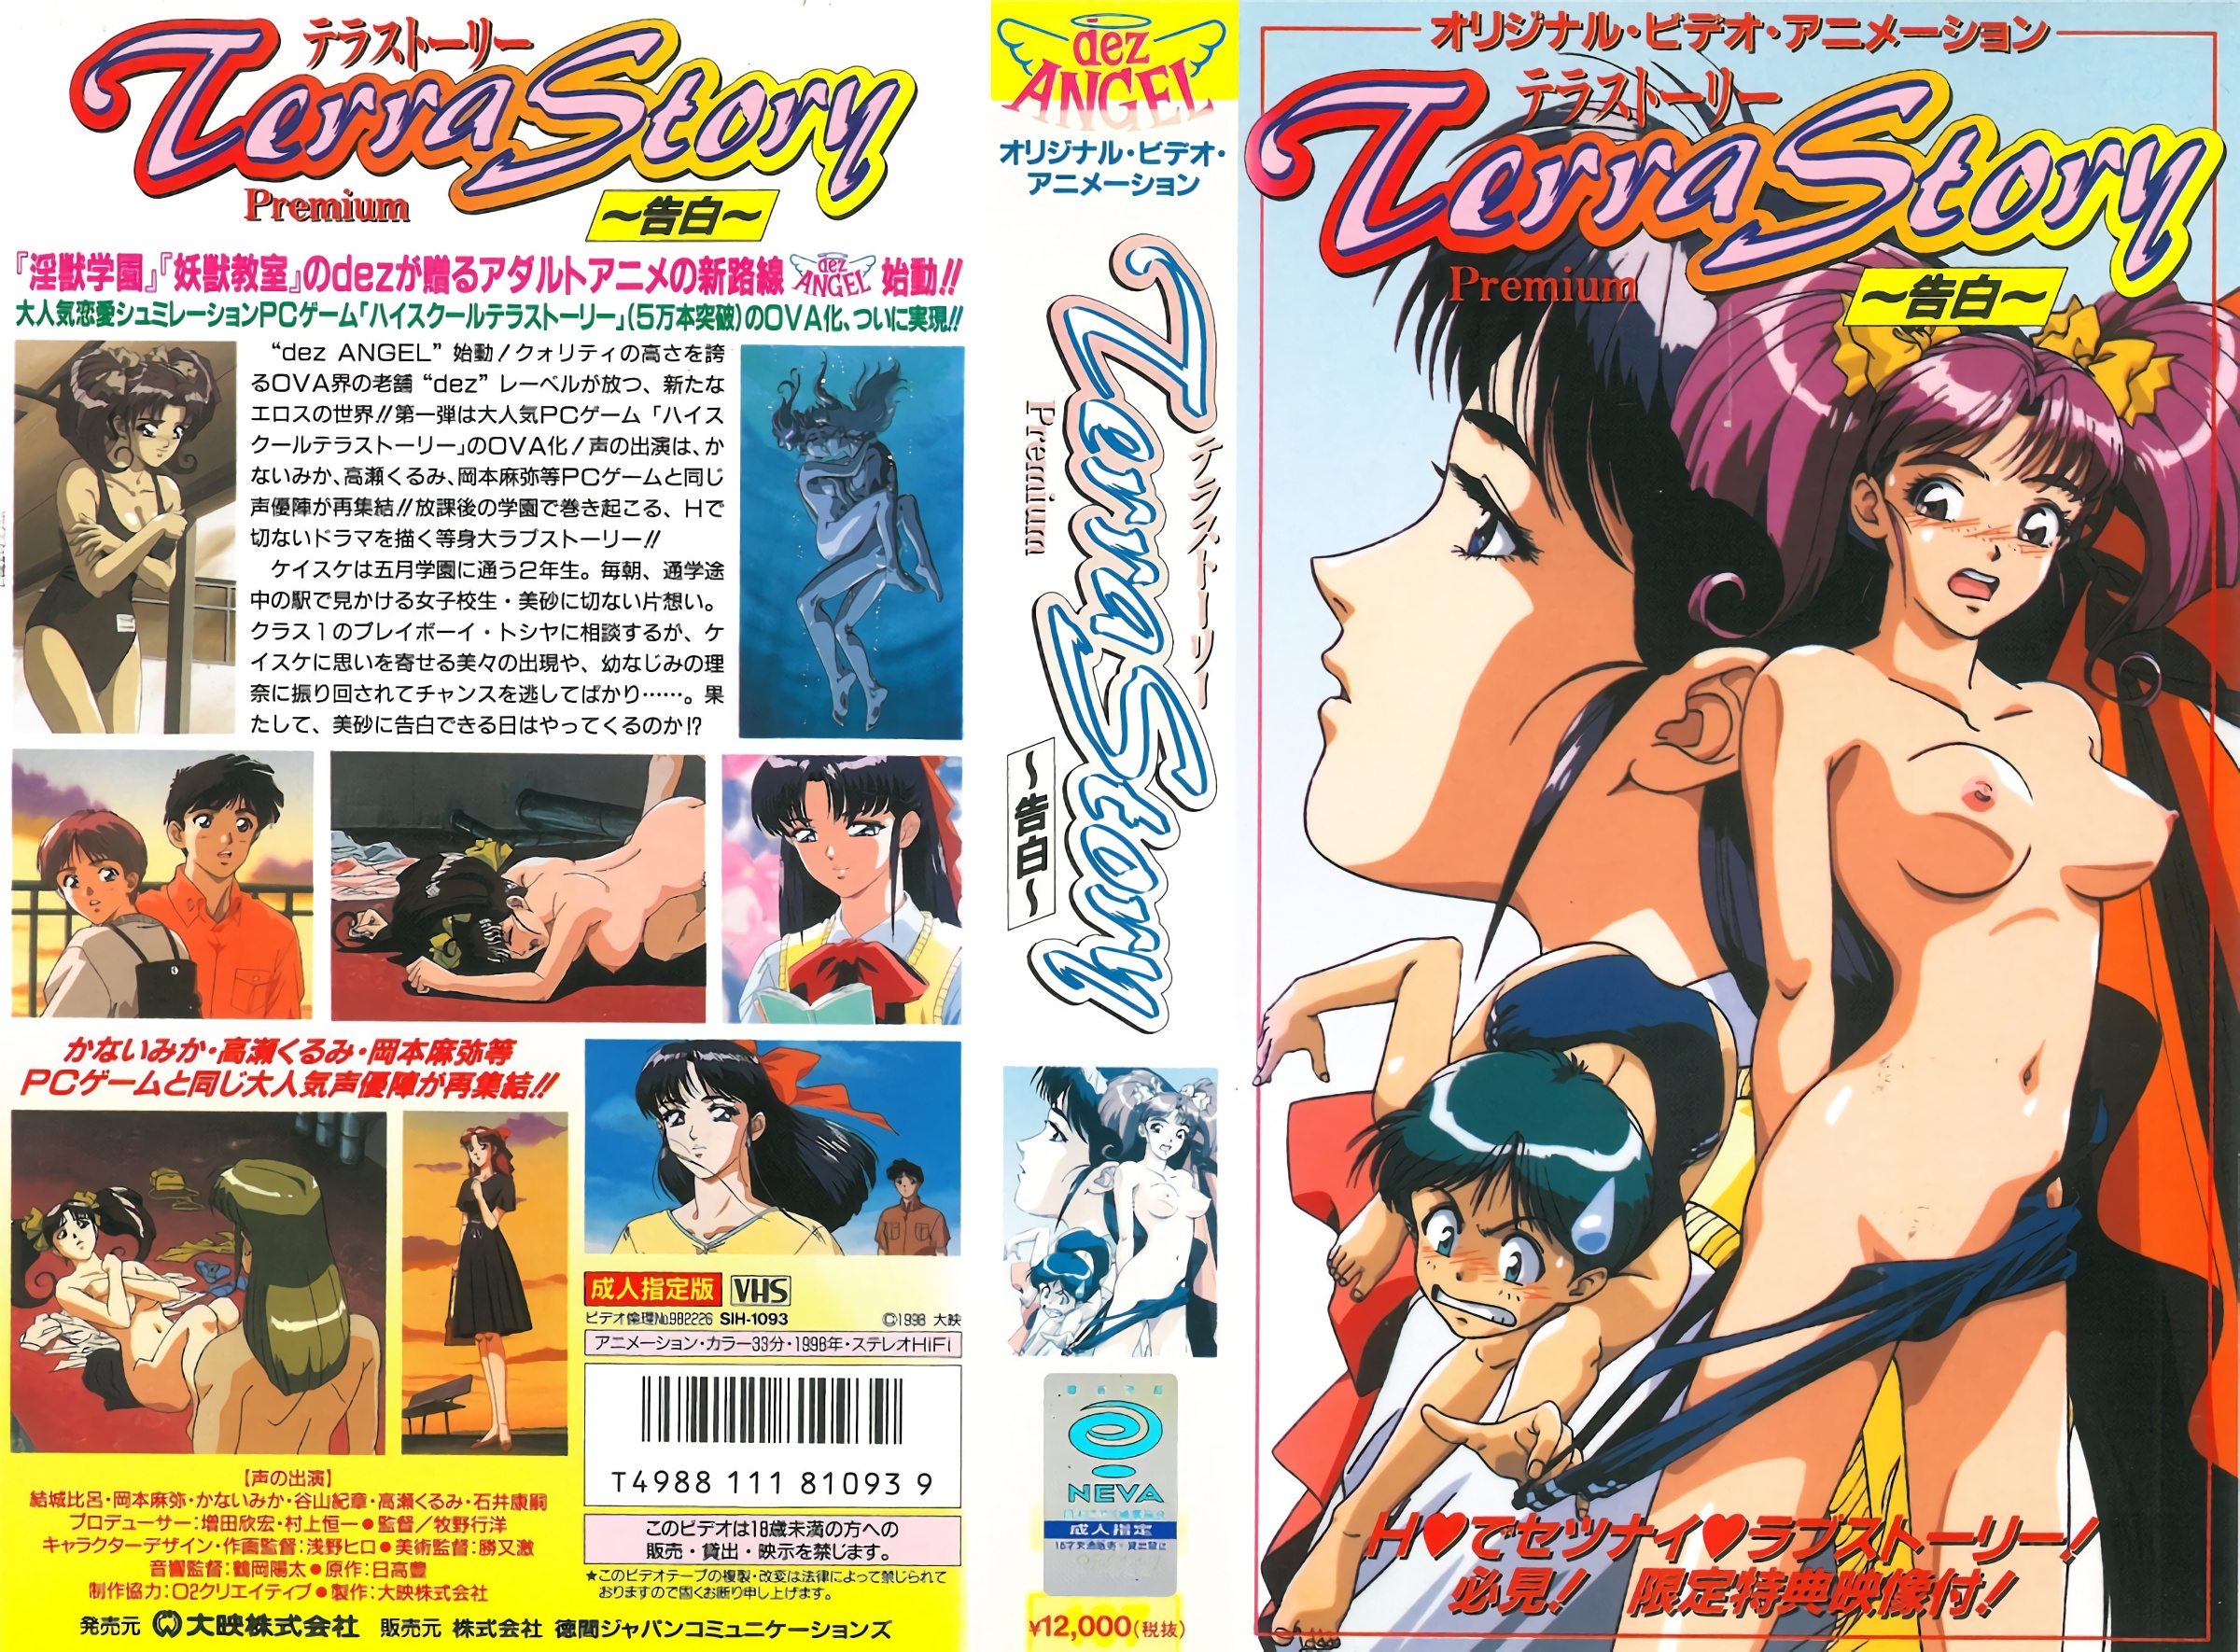 テラストーリー
Terra Story
Premium
〜告白〜
『淫獣学園』『妖獣教室』のdezが贈るアダルトアニメの新路線 dez ANGEL 始動!!
大人気恋愛シュミレーションPCゲーム「ハイスクールテラストーリー」(5万本突破)のOVA化、ついに実現!!
“dez ANGEL” 始動!クォリティの高さを誇
るOVA界の老舗“dez”レーベルが放つ、新たな
エロスの世界!!第一弾は大人気PCゲーム「ハイス
クールテラストーリー」のOVA化!声の出演は、か
ないみか、高瀬くるみ、岡本麻弥等PCゲームと同じ
声優陣が再集結!!放課後の学園で巻き起こる、Hで
切ないドラマを描く等身大ラブストーリー!!
ケイスケは五月学園に通う2年生。毎朝、通学途
中の駅で見かける女子校生・美砂に切ない片想い。
クラス1のプレイボーイ・トシヤに相談するが、ケ
イスケに思いを寄せる美々の出現や、幼なじみの理
奈に振り回されてチャンスを逃してばかり……。果
たして、美砂に告白できる日はやってくるのか!?
かないみか・高瀬くるみ・岡本麻弥等
PCゲームと同じ大人気声優陣が再集結!!
成人指定版 VHS
ビデオ倫理No.982226 SIH-1093 ©1998 大映
アニメーション・カラー33分・1998年・ステレオHIFI
T4988 111 81093 9
このビデオは18歳未満の方への
販売・貸出・映示を禁じます。
★このビデオテープの複製・改変は法律によって禁じられて
おりますので固くお断り申し上げます。
【声の出演】
結城比呂・岡本麻弥・かないみか・谷山紀章・高瀬くるみ・石井康嗣
プロデューサー:増田欣宏・村上恒一●監督/牧野行洋
キャラクターデザイン・作画監督:浅野ヒロ●美術監督:勝又激
音響監督:鶴岡陽太●原作:日高豊
制作協力:O2クリエイティブ●製作:大映株式会社
発売元 大映株式会社 販売元 株式会社 徳間ジャパンコミュニケーションズ
dez
ANGEL
オリジナル・ビデオ・
アニメーション
テラストーリー
Terra Story
Premium
〜告白〜
NEVA
成人指定
¥12,000(税抜)
オリジナル・ビデオ・アニメーション
テラストーリー
Terra Story
Premium
〜告白〜
H♥でセツナイ♥ラブストーリー!
必見! 限定特典映像付!